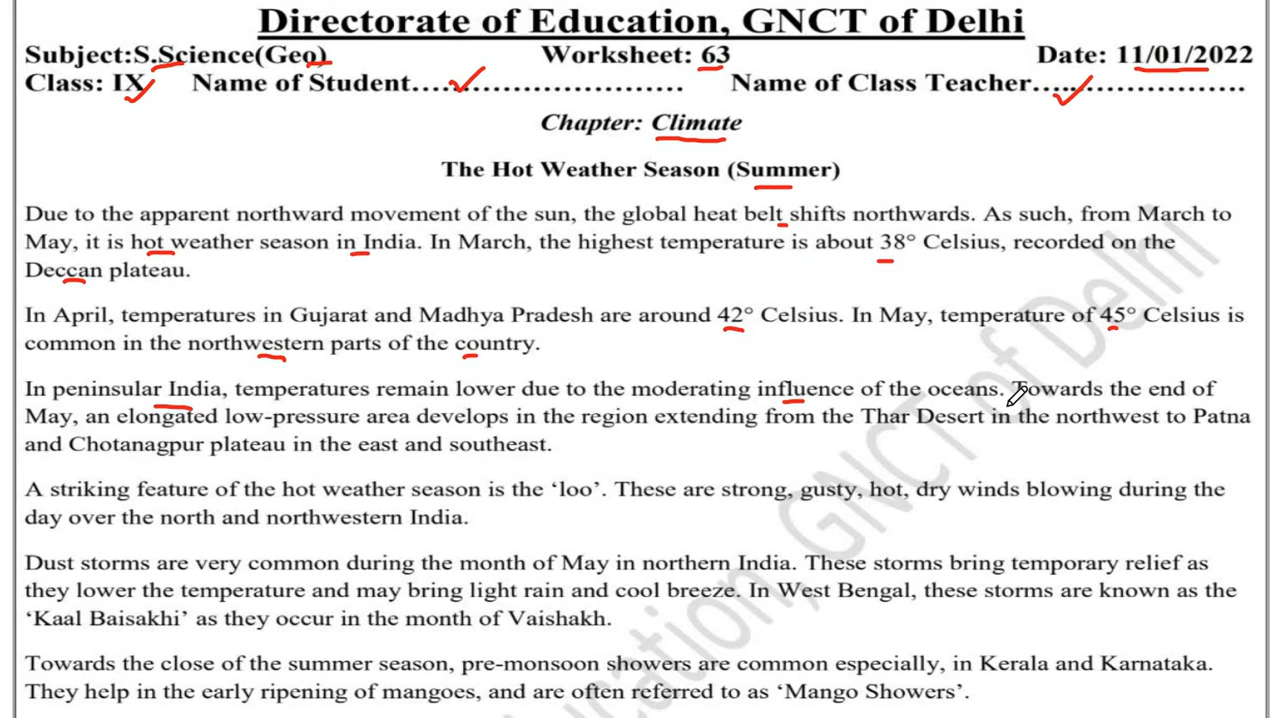 Directorate of Education, GNCT of Delhi
Subject:S.Science(Geo) Worksheet: 63 Date: 11/01/2022
Class: IX Name of Student................................. Name of Class Teacher..........................
Chapter: Climate
The Hot Weather Season (Summer)
Due to the apparent northward movement of the sun, the global heat belt shifts northwards. As such, from March to
May, it is hot weather season in India. In March, the highest temperature is about 38° Celsius, recorded on the
Deccan plateau.
In April, temperatures in Gujarat and Madhya Pradesh are around 42° Celsius. In May, temperature of 45° Celsius is
common in the northwestern parts of the country.
In peninsular India, temperatures remain lower due to the moderating influence of the oceans. Towards the end of
May, an elongated low-pressure area develops in the region extending from the Thar Desert in the northwest to Patna
and Chotanagpur plateau in the east and southeast.
A striking feature of the hot weather season is the ‘loo’. These are strong, gusty, hot, dry winds blowing during the
day over the north and northwestern India.
Dust storms are very common during the month of May in northern India. These storms bring temporary relief as
they lower the temperature and may bring light rain and cool breeze. In West Bengal, these storms are known as the
‘Kaal Baisakhi’ as they occur in the month of Vaishakh.
Towards the close of the summer season, pre-monsoon showers are common especially, in Kerala and Karnataka.
They help in the early ripening of mangoes, and are often referred to as ‘Mango Showers’.
ucation, GNCT of Delhi